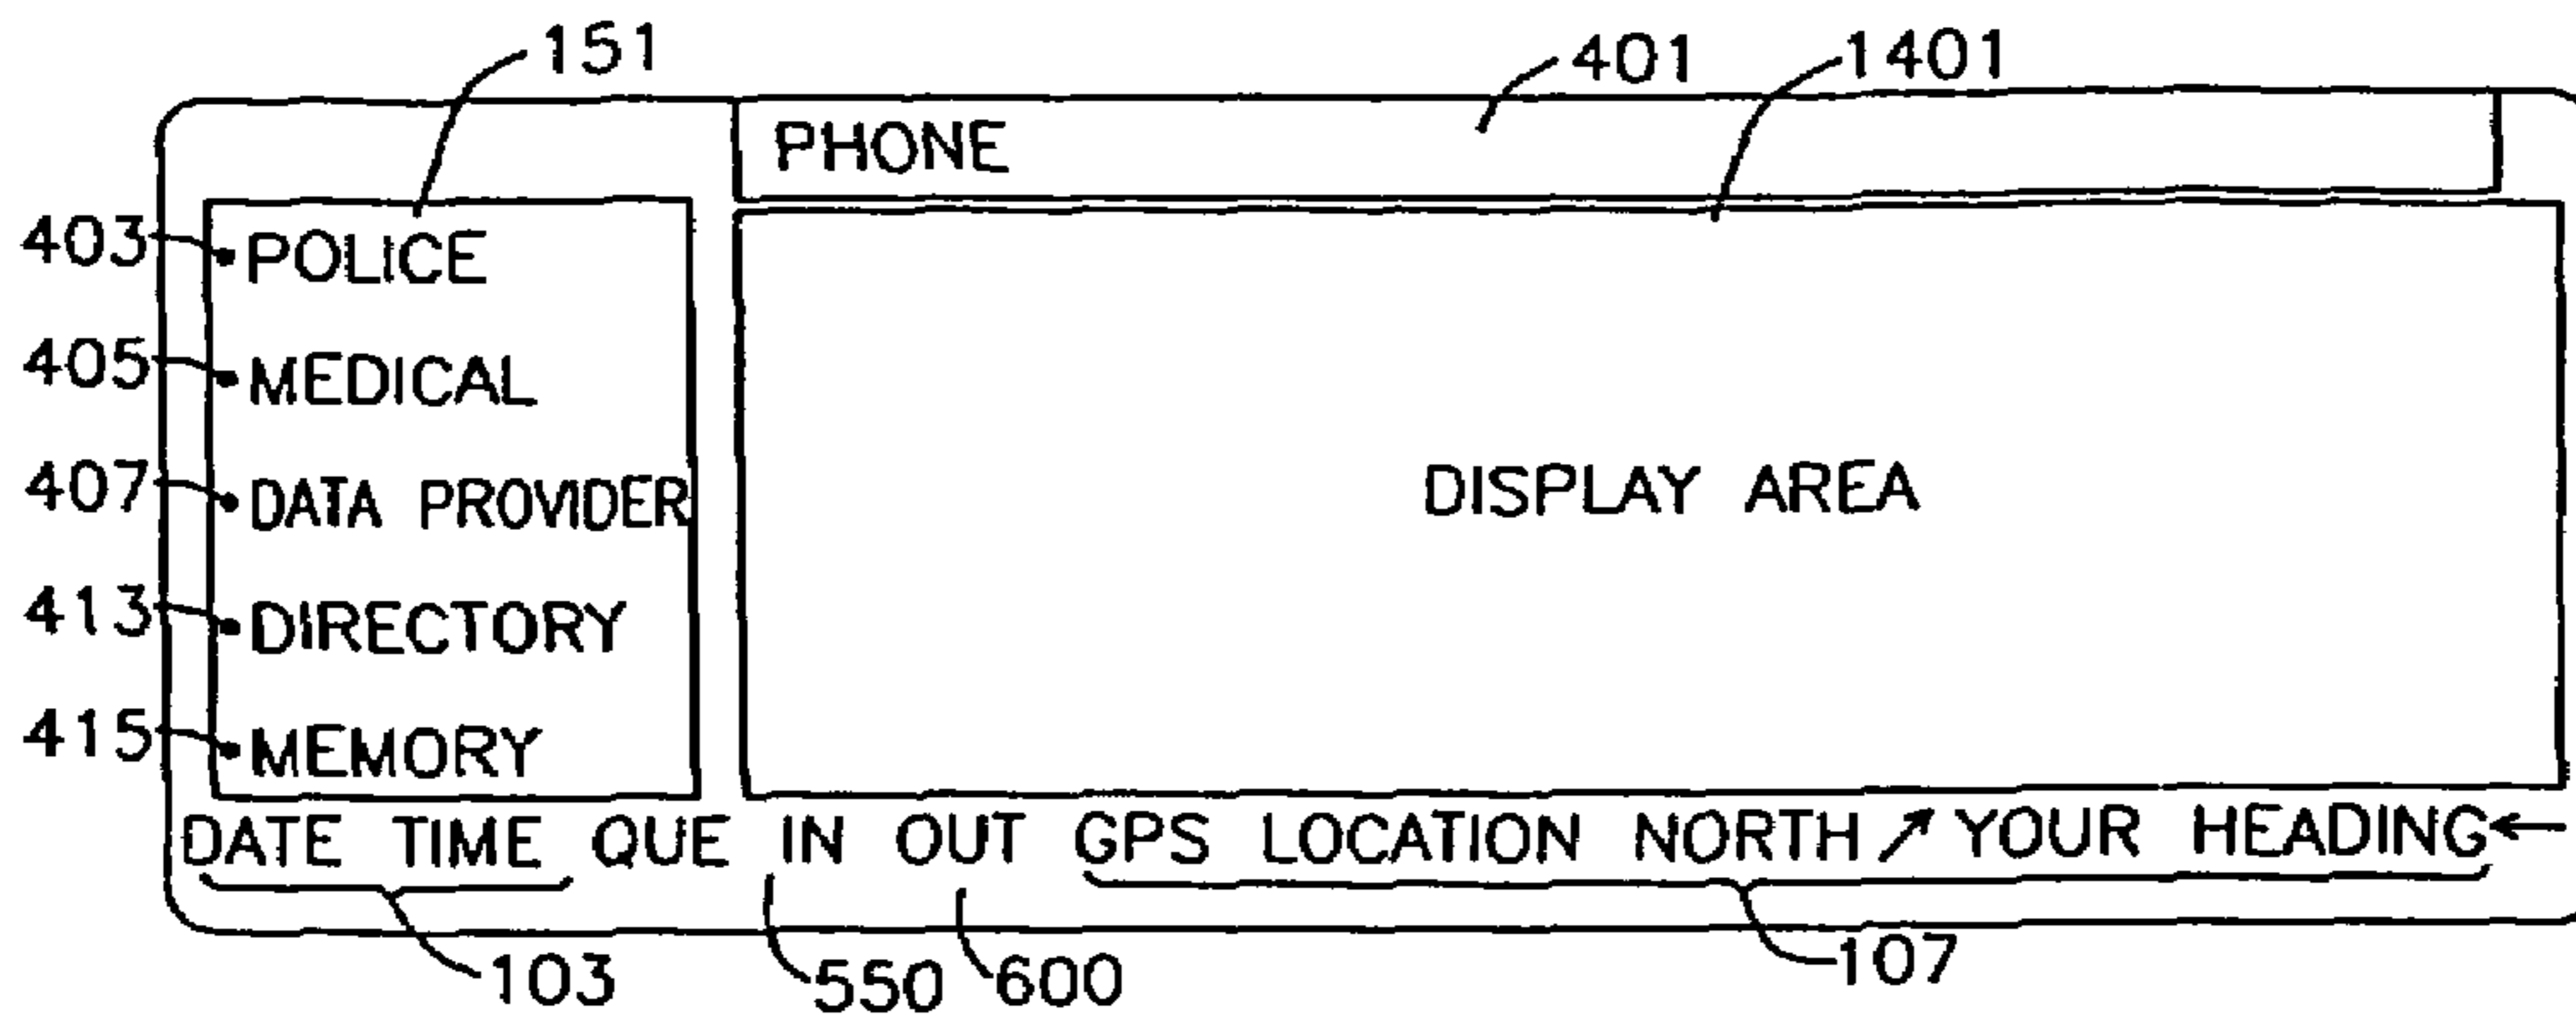 151
401
1401
PHONE
403 POLICE
405 MEDICAL
407 DATA PROVIDER
413 DIRECTORY
415 MEMORY
DISPLAY AREA
DATE TIME QUE IN OUT GPS LOCATION NORTH ↗ YOUR HEADING ←
103
550
600
107